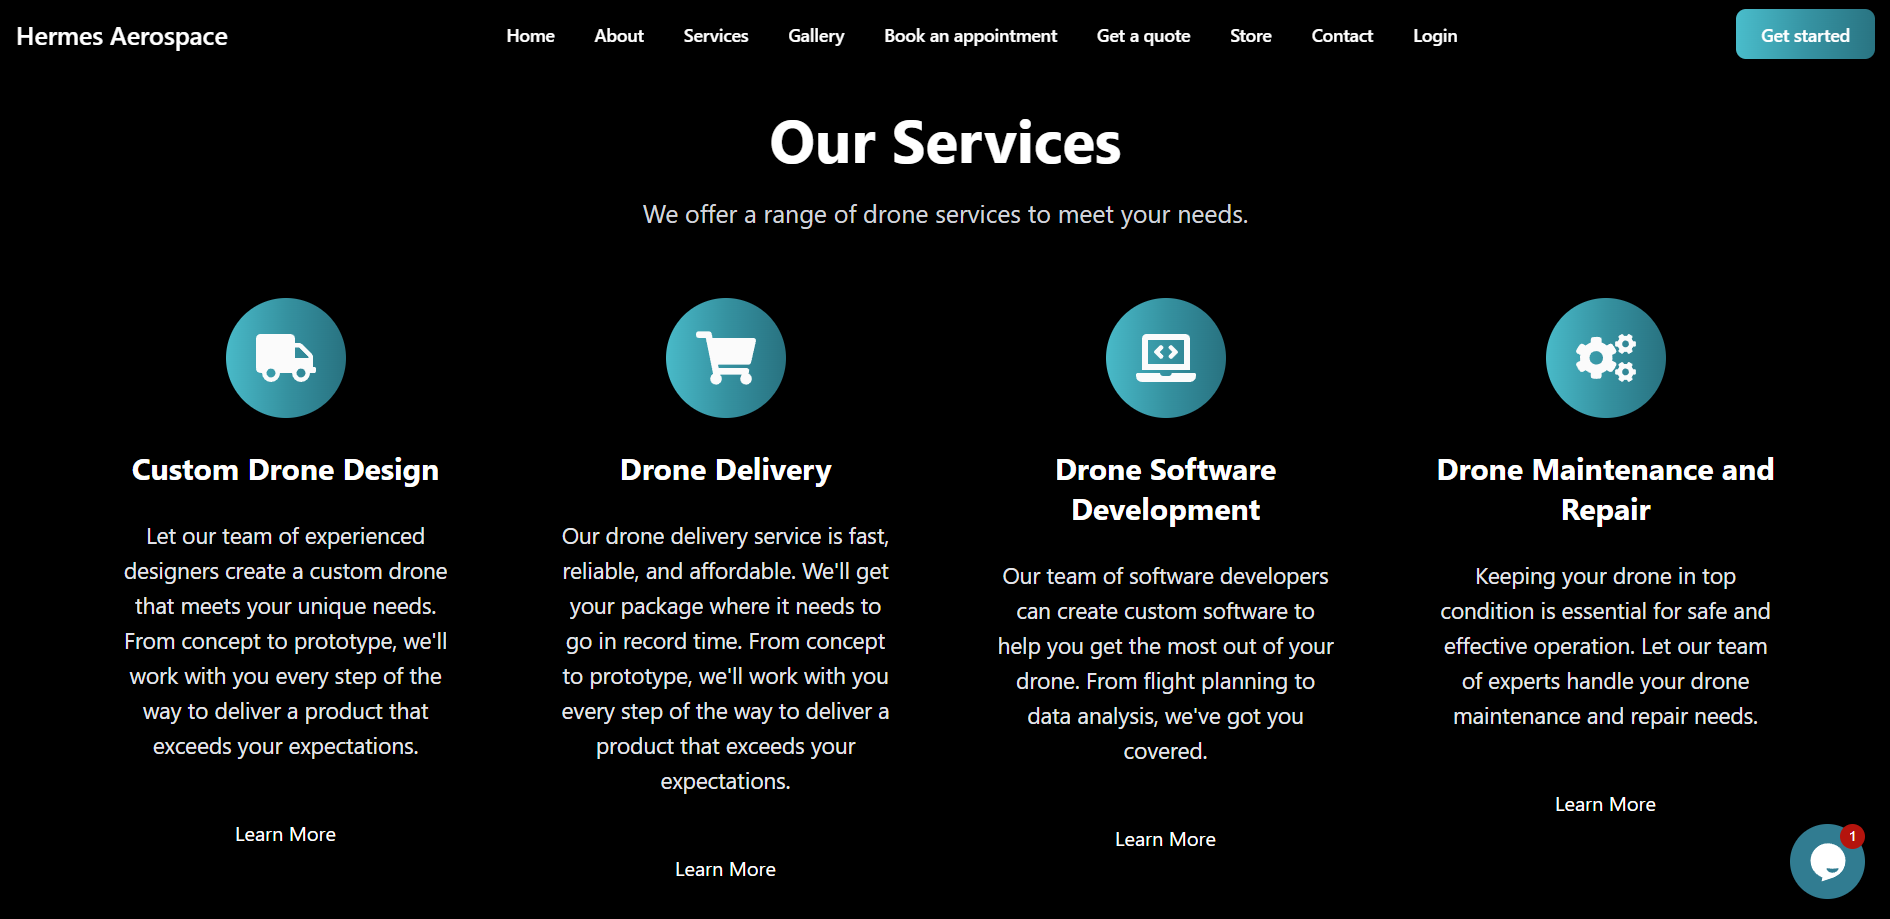 Hermes Aerospace
Home About Services Gallery Book an appointment Get a quote Store Contact Login
Get started
Our Services
We offer a range of drone services to meet your needs.
Custom Drone Design
Let our team of experienced
designers create a custom drone
that meets your unique needs.
From concept to prototype, we'll
work with you every step of the
way to deliver a product that
exceeds your expectations.
Learn More
Drone Delivery
Our drone delivery service is fast,
reliable, and affordable. We'll get
your package where it needs to
go in record time. From concept
to prototype, we'll work with you
every step of the way to deliver a
product that exceeds your
expectations.
Learn More
Drone Software
Development
Our team of software developers
can create custom software to
help you get the most out of your
drone. From flight planning to
data analysis, we've got you
covered.
Learn More
Drone Maintenance and
Repair
Keeping your drone in top
condition is essential for safe and
effective operation. Let our team
of experts handle your drone
maintenance and repair needs.
Learn More
1